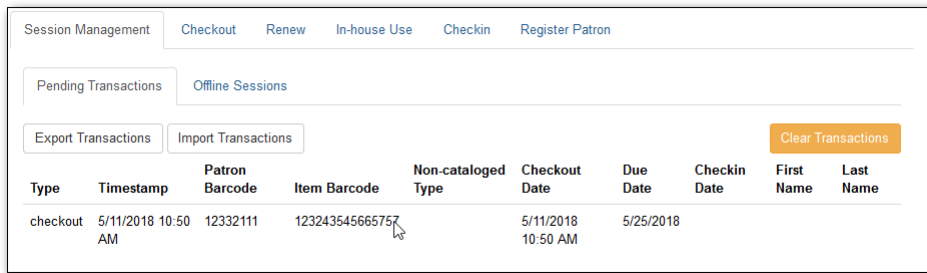 Session Management Checkout Renew In-house Use Checkin Register Patron
Pending Transactions Offline Sessions
Export Transactions Import Transactions Clear Transactions
Type Timestamp Patron Barcode Item Barcode Non-cataloged Type Checkout Date Due Date Checkin Date First Name Last Name
checkout 5/11/2018 10:50 AM 12332111 123243545665757 5/11/2018 10:50 AM 5/25/2018